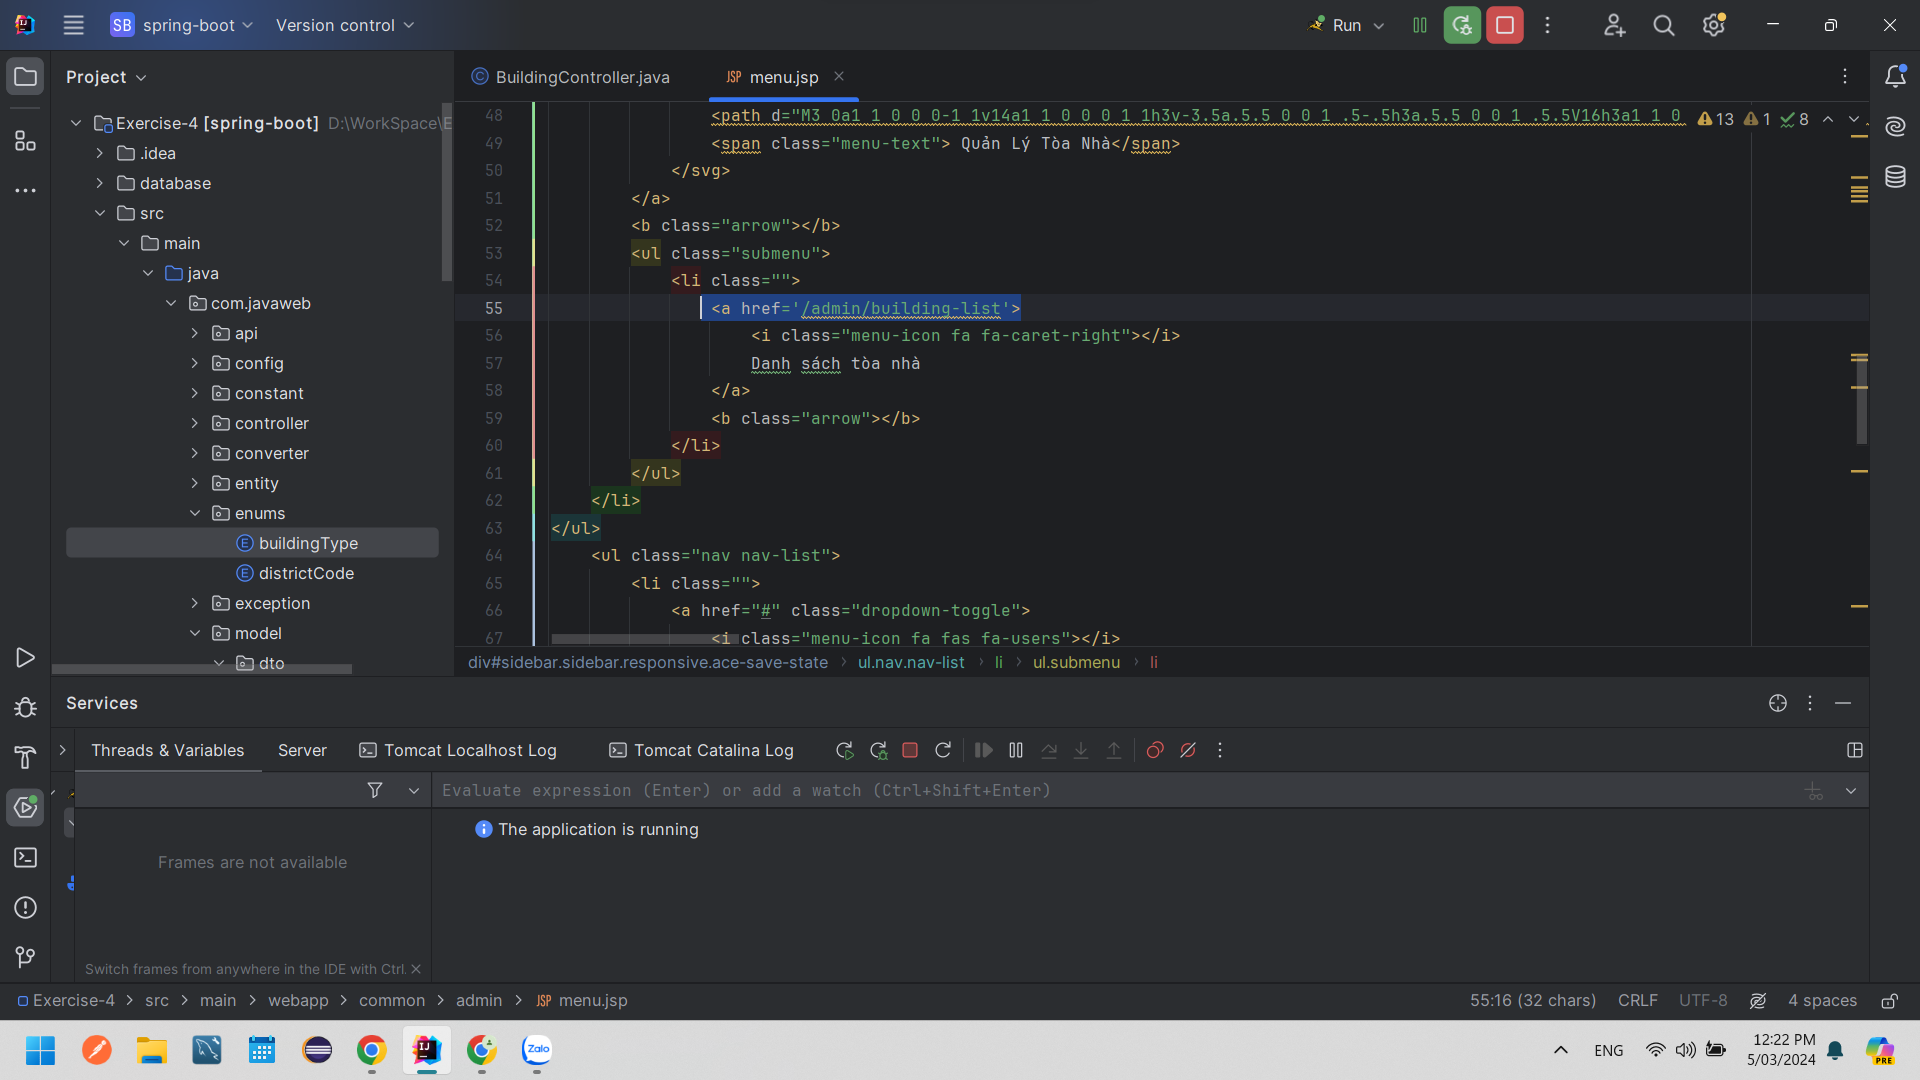 SB spring-boot Version control Run
Project
BuildingController.java JSP menu.jsp
Exercise-4 [spring-boot] D:\WorkSpace\E
.idea
database
src
main
java
com.javaweb
api
config
constant
controller
converter
entity
enums
buildingType
districtCode
exception
model
dto
48 <path d="M3 0a1 1 0 0 0-1 1v14a1 1 0 0 0 1 1h3v-3.5a.5.5 0 0 1 .5-.5h3a.5.5 0 0 1 .5.5V16h3a1 1 0 13 1 8
49 <span class="menu-text"> Quản Lý Tòa Nhà</span>
50 </svg>
51 </a>
52 <b class="arrow"></b>
53 <ul class="submenu">
54 <li class="">
55 <a href='/admin/building-list'>
56 <i class="menu-icon fa fa-caret-right"></i>
57 Danh sách tòa nhà
58 </a>
59 <b class="arrow"></b>
60 </li>
61 </ul>
62 </li>
63 </ul>
64 <ul class="nav nav-list">
65 <li class="">
66 <a href="#" class="dropdown-toggle">
67 <i class="menu-icon fa fas fa-users"></i>
div#sidebar.sidebar.responsive.ace-save-state ul.nav.nav-list li ul.submenu li
Services
Threads & Variables Server Tomcat Localhost Log Tomcat Catalina Log
Evaluate expression (Enter) or add a watch (Ctrl+Shift+Enter)
The application is running
Frames are not available
Switch frames from anywhere in the IDE with Ctrl.
Exercise-4 src main webapp common admin JSP menu.jsp 55:16 (32 chars) CRLF UTF-8 4 spaces
Zalo
ENG
12:22 PM
5/03/2024
PRE